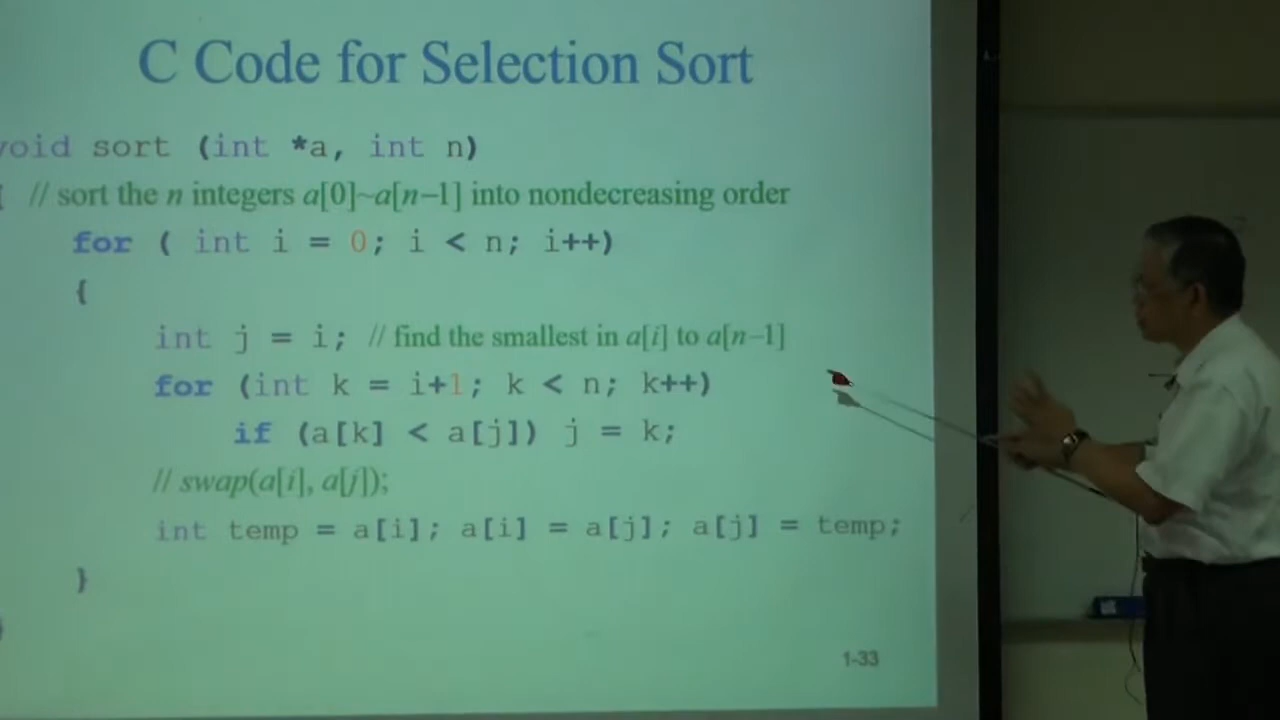 C Code for Selection Sort
void sort (int *a, int n)
{ // sort the n integers a[0]~a[n−1] into nondecreasing order
for ( int i = 0; i < n; i++)
{
int j = i; // find the smallest in a[i] to a[n−1]
for (int k = i+1; k < n; k++)
if (a[k] < a[j]) j = k;
// swap(a[i], a[j]);
int temp = a[i]; a[i] = a[j]; a[j] = temp;
}
}
1-33